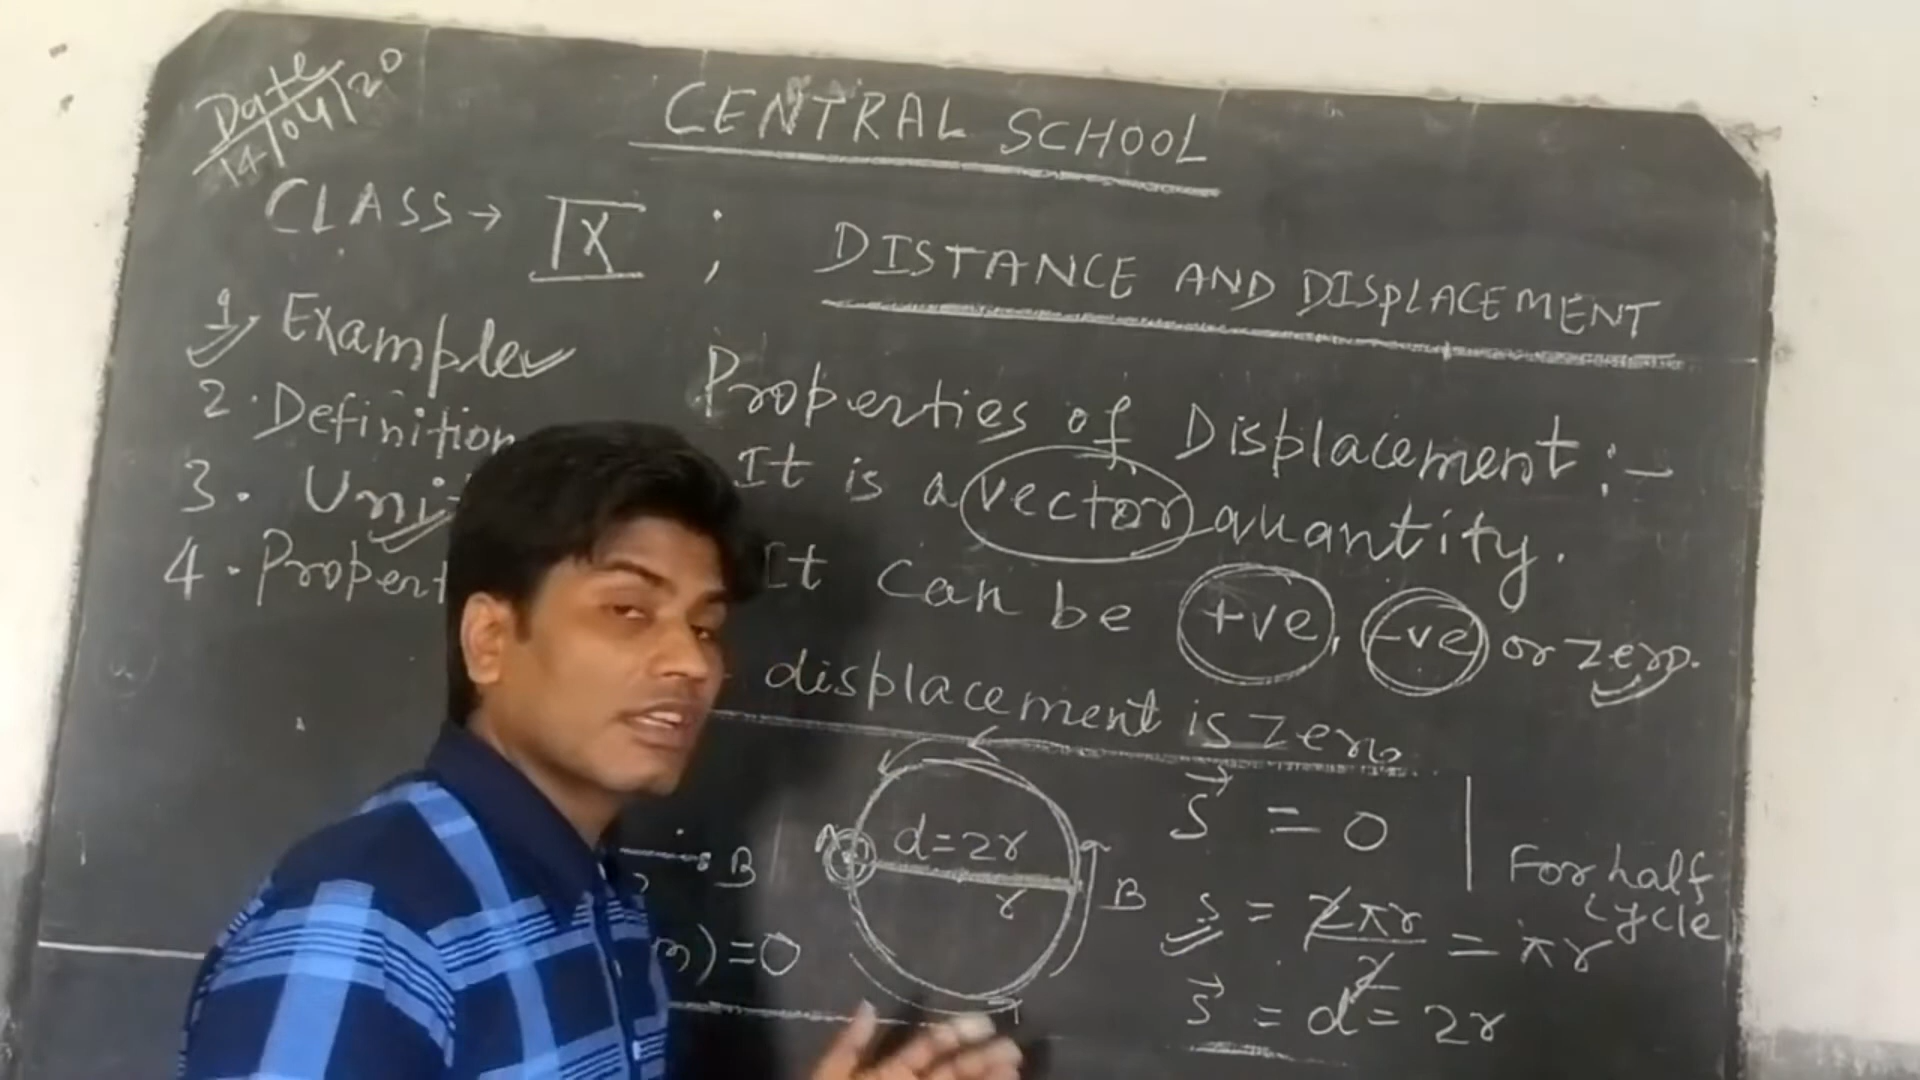 Date
14/04/20
CENTRAL SCHOOL
CLASS → IX ; DISTANCE AND DISPLACEMENT
1. Example
2. Definition
3. Unit
4. Propert
Properties of Displacement :-
It is a vector quantity.
It can be +ve, -ve or zero.
displacement is zero
B
) = 0
A
d=2r
r
B
s⃗ = 0
For half cycle
s = 2πr/2 = πr
s⃗ = d = 2r